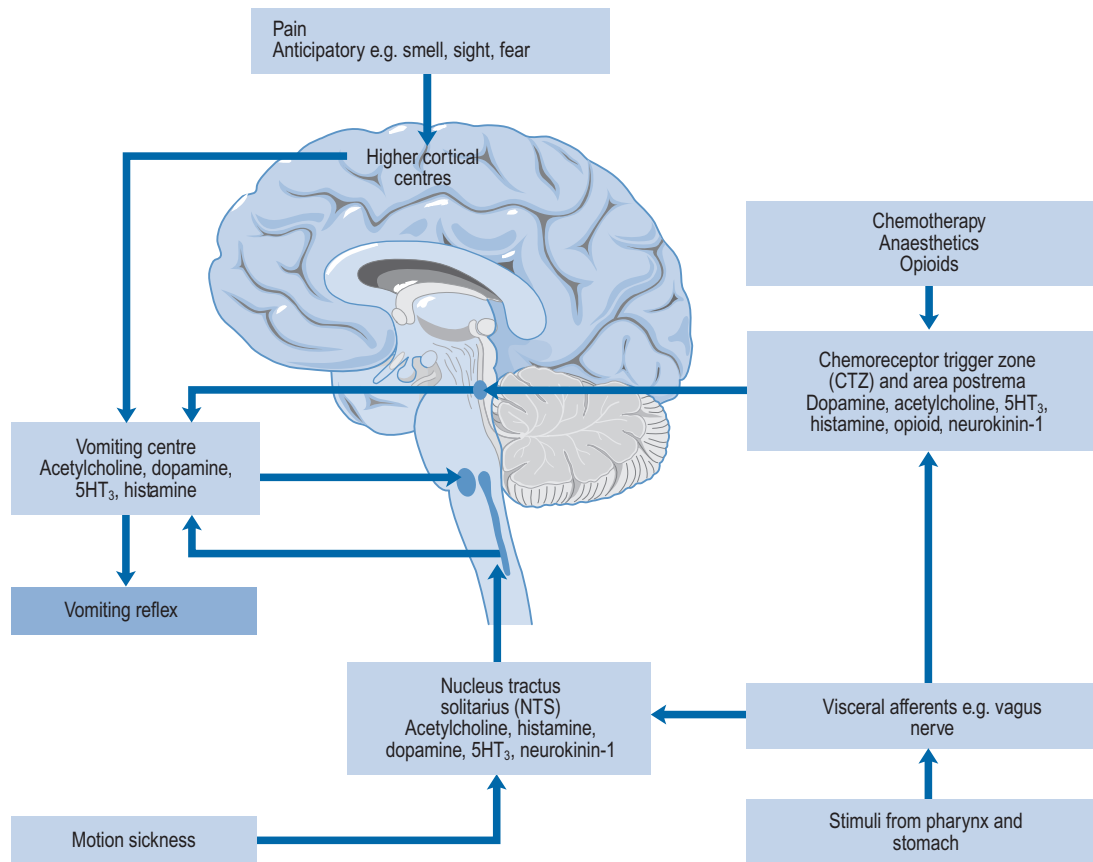 Pain
Anticipatory e.g. smell, sight, fear
Higher cortical
centres
Chemotherapy
Anaesthetics
Opioids
Chemoreceptor trigger zone
(CTZ) and area postrema
Dopamine, acetylcholine, 5HT₃,
histamine, opioid, neurokinin-1
Vomiting centre
Acetylcholine, dopamine,
5HT₃, histamine
Vomiting reflex
Nucleus tractus
solitarius (NTS)
Acetylcholine, histamine,
dopamine, 5HT₃, neurokinin-1
Visceral afferents e.g. vagus
nerve
Motion sickness
Stimuli from pharynx and
stomach